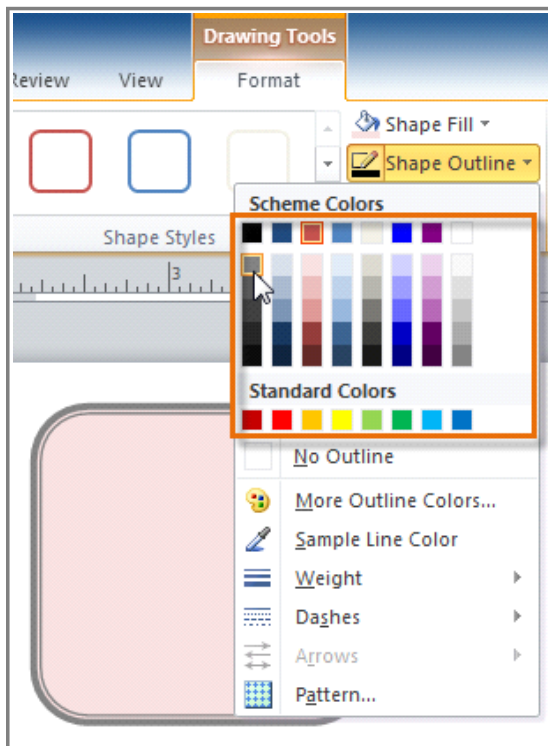 Drawing Tools
Review View Format
Shape Fill
Shape Outline
Shape Styles
3
Scheme Colors
Standard Colors
No Outline
More Outline Colors...
Sample Line Color
Weight
Dashes
Arrows
Pattern...